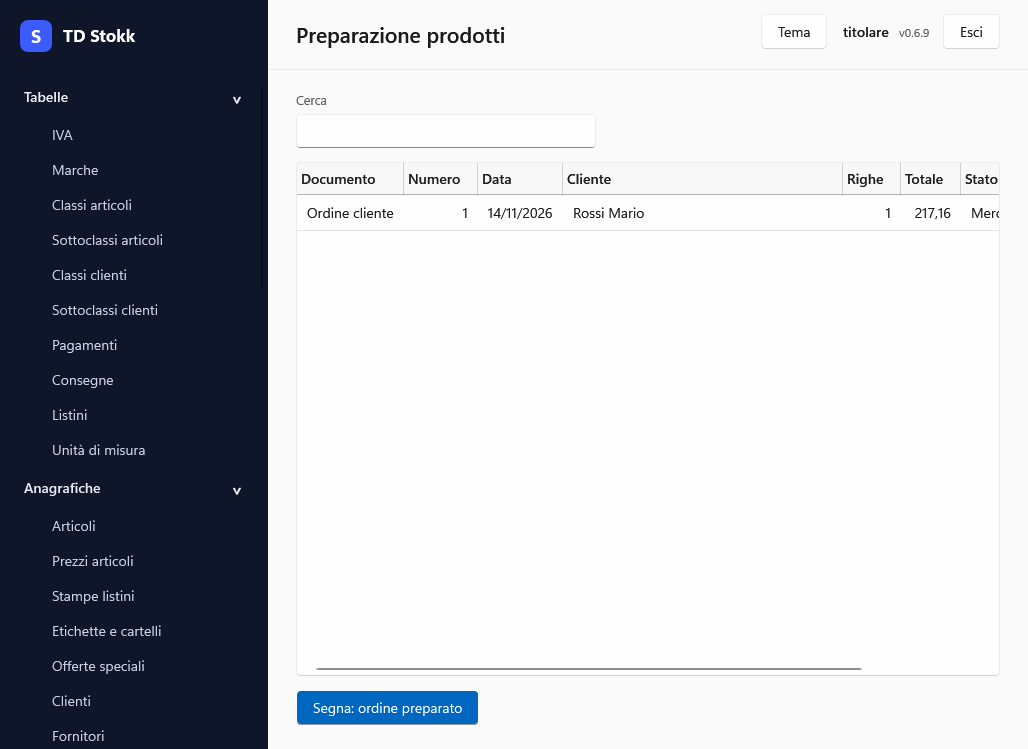 S TD Stokk
Preparazione prodotti
Tema
titolare v0.6.9
Esci
Tabelle
IVA
Marche
Classi articoli
Sottoclassi articoli
Classi clienti
Sottoclassi clienti
Pagamenti
Consegne
Listini
Unità di misura
Anagrafiche
Articoli
Prezzi articoli
Stampe listini
Etichette e cartelli
Offerte speciali
Clienti
Fornitori
Cerca
Documento Numero Data Cliente Righe Totale Stato
Ordine cliente 1 14/11/2026 Rossi Mario 1 217,16
Segna: ordine preparato